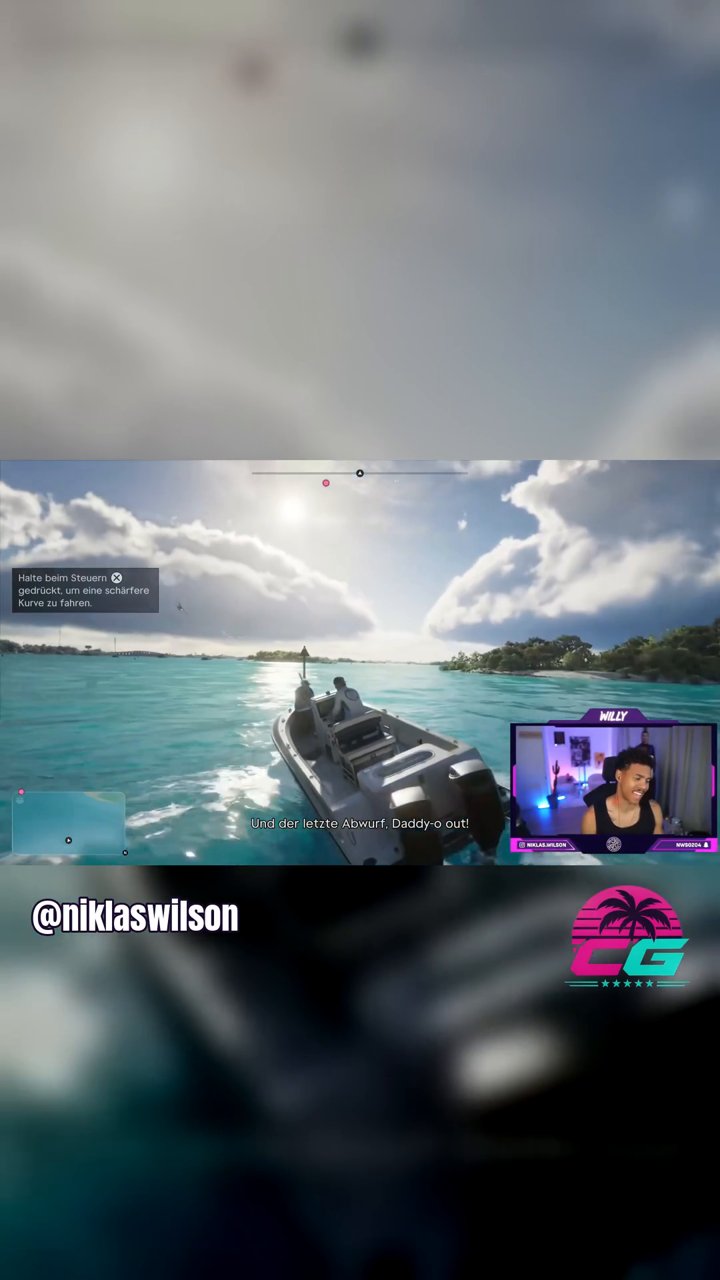 Halte beim Steuern ⓧ
gedrückt, um eine schärfere
Kurve zu fahren.
WILLY
Und der letzte Abwurf, Daddy-o out!
NIKLAS.WILSON
NWS0204
@niklaswilson
CG